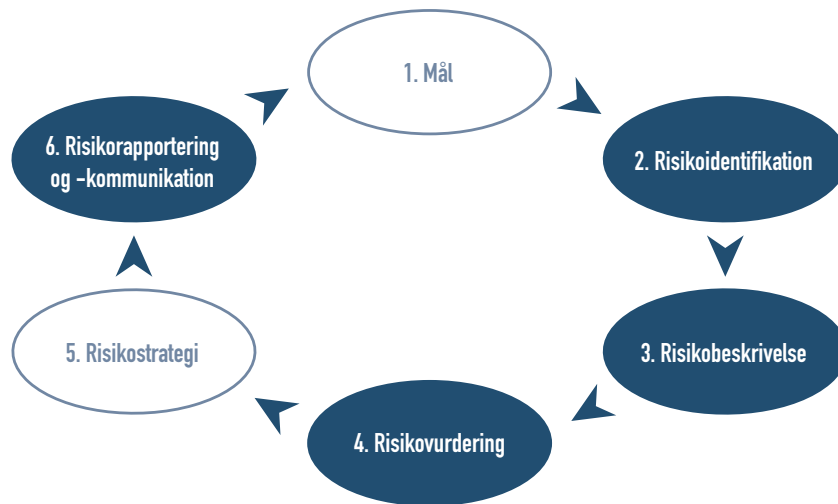 1. Mål
2. Risikoidentifikation
3. Risikobeskrivelse
4. Risikovurdering
5. Risikostrategi
6. Risikorapportering
og -kommunikation